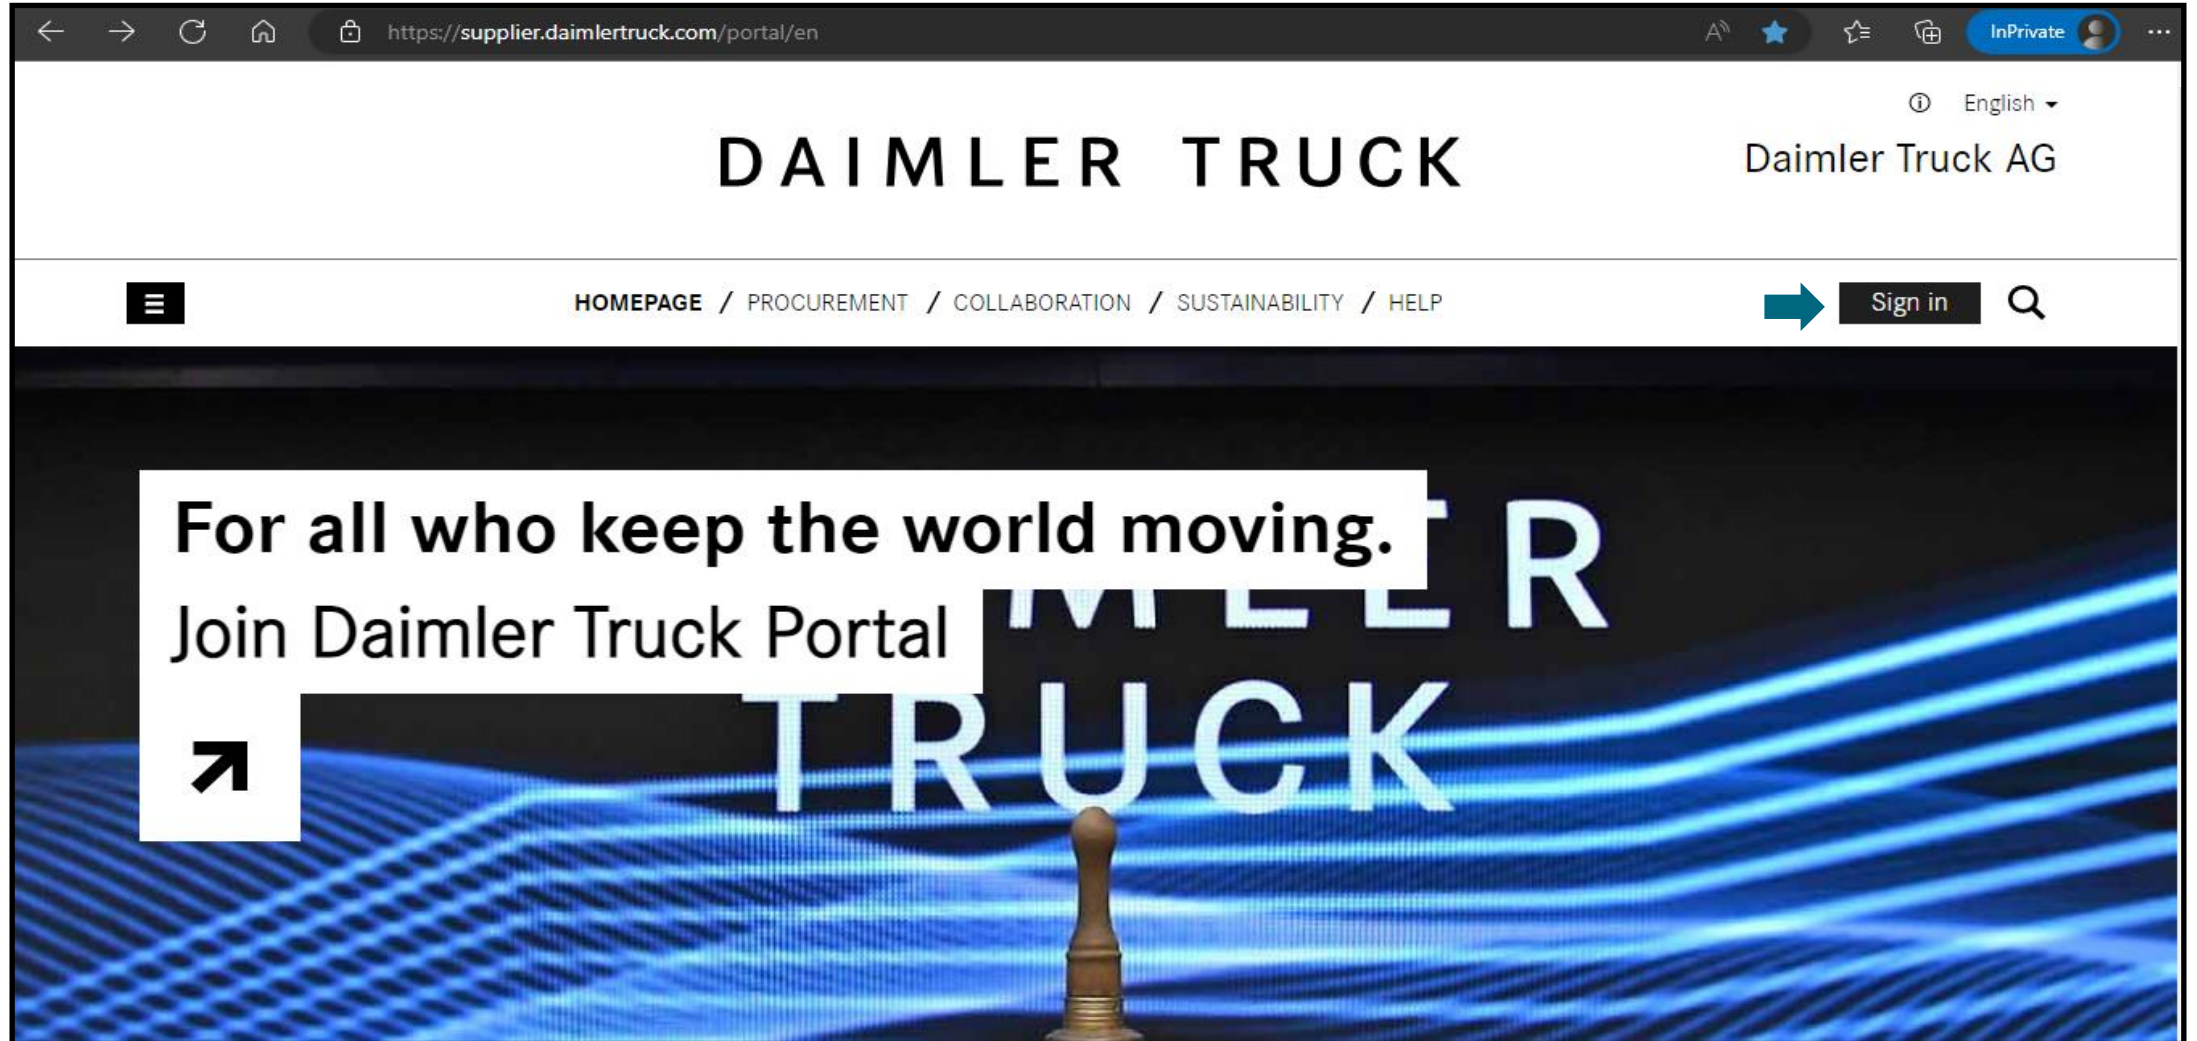 https://supplier.daimlertruck.com/portal/en
InPrivate
English
DAIMLER TRUCK
Daimler Truck AG
HOMEPAGE / PROCUREMENT / COLLABORATION / SUSTAINABILITY / HELP
Sign in
For all who keep the world moving.
Join Daimler Truck Portal
MLER
TRUCK